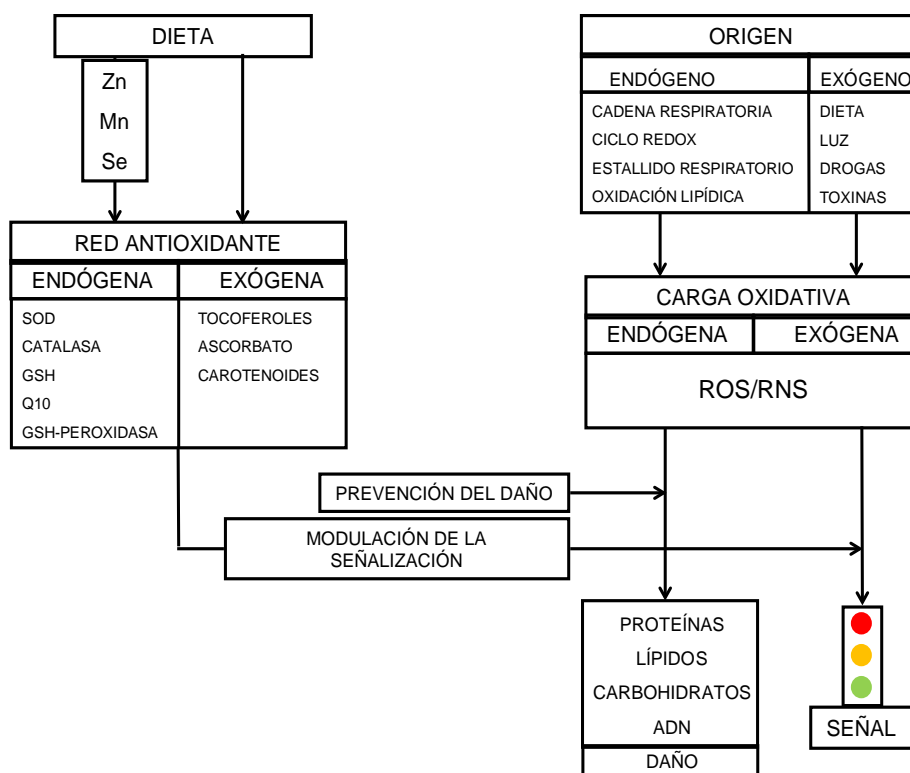 DIETA
Zn
Mn
Se
RED ANTIOXIDANTE
ENDÓGENA
EXÓGENA
SOD
CATALASA
GSH
Q10
GSH-PEROXIDASA
TOCOFEROLES
ASCORBATO
CAROTENOIDES
ORIGEN
ENDÓGENO
EXÓGENO
CADENA RESPIRATORIA
CICLO REDOX
ESTALLIDO RESPIRATORIO
OXIDACIÓN LIPÍDICA
DIETA
LUZ
DROGAS
TOXINAS
CARGA OXIDATIVA
ENDÓGENA
EXÓGENA
ROS/RNS
PREVENCIÓN DEL DAÑO
MODULACIÓN DE LA
SEÑALIZACIÓN
PROTEÍNAS
LÍPIDOS
CARBOHIDRATOS
ADN
DAÑO
SEÑAL